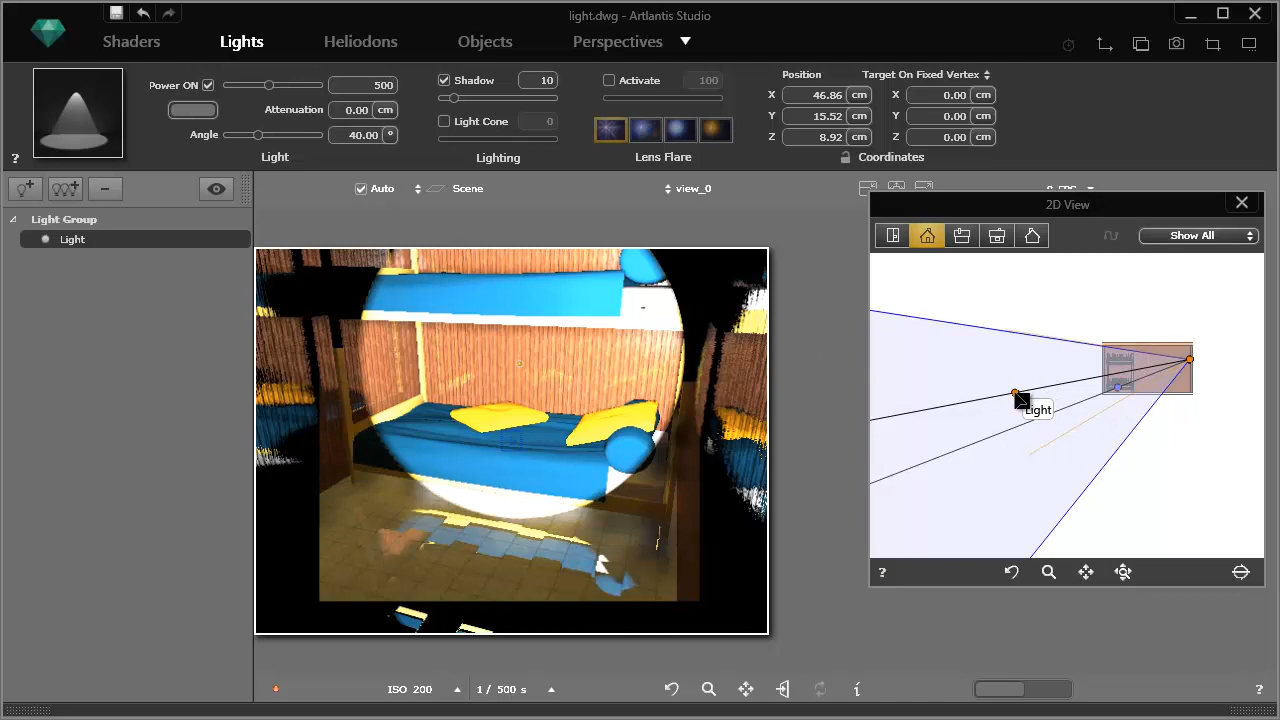 light.dwg - Artlantis Studio
Shaders Lights Heliodons Objects Perspectives
Power ON 500
Attenuation 0.00 cm
Angle 40.00 °
Light
Shadow 10
Light Cone 0
Lighting
Activate 100
Lens Flare
Position Target On Fixed Vertex
X 46.86 cm X 0.00 cm
Y 15.52 cm Y 0.00 cm
Z 8.92 cm Z 0.00 cm
Coordinates
?
Light Group
Light
Auto Scene view_0
2D View
Show All
Light
?
ISO 200 1 / 500 s i ?